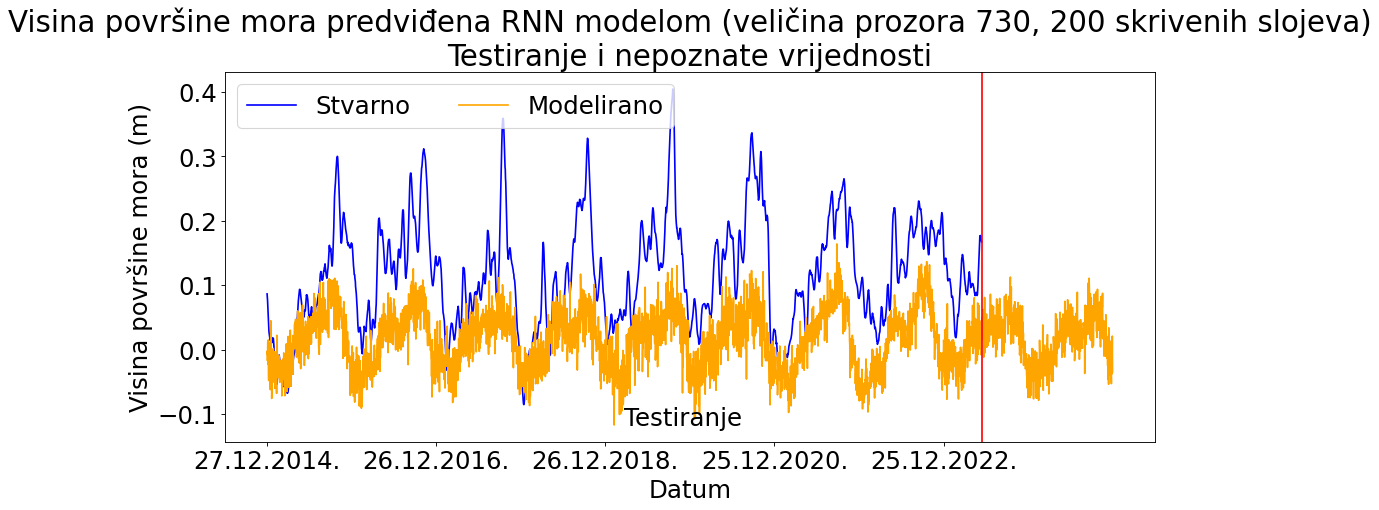 Visina površine mora predviđena RNN modelom (veličina prozora 730, 200 skrivenih slojeva)
Testiranje i nepoznate vrijednosti
Stvarno Modelirano
Visina površine mora (m)
0.4
0.3
0.2
0.1
0.0
−0.1
Testiranje
27.12.2014. 26.12.2016. 26.12.2018. 25.12.2020. 25.12.2022.
Datum